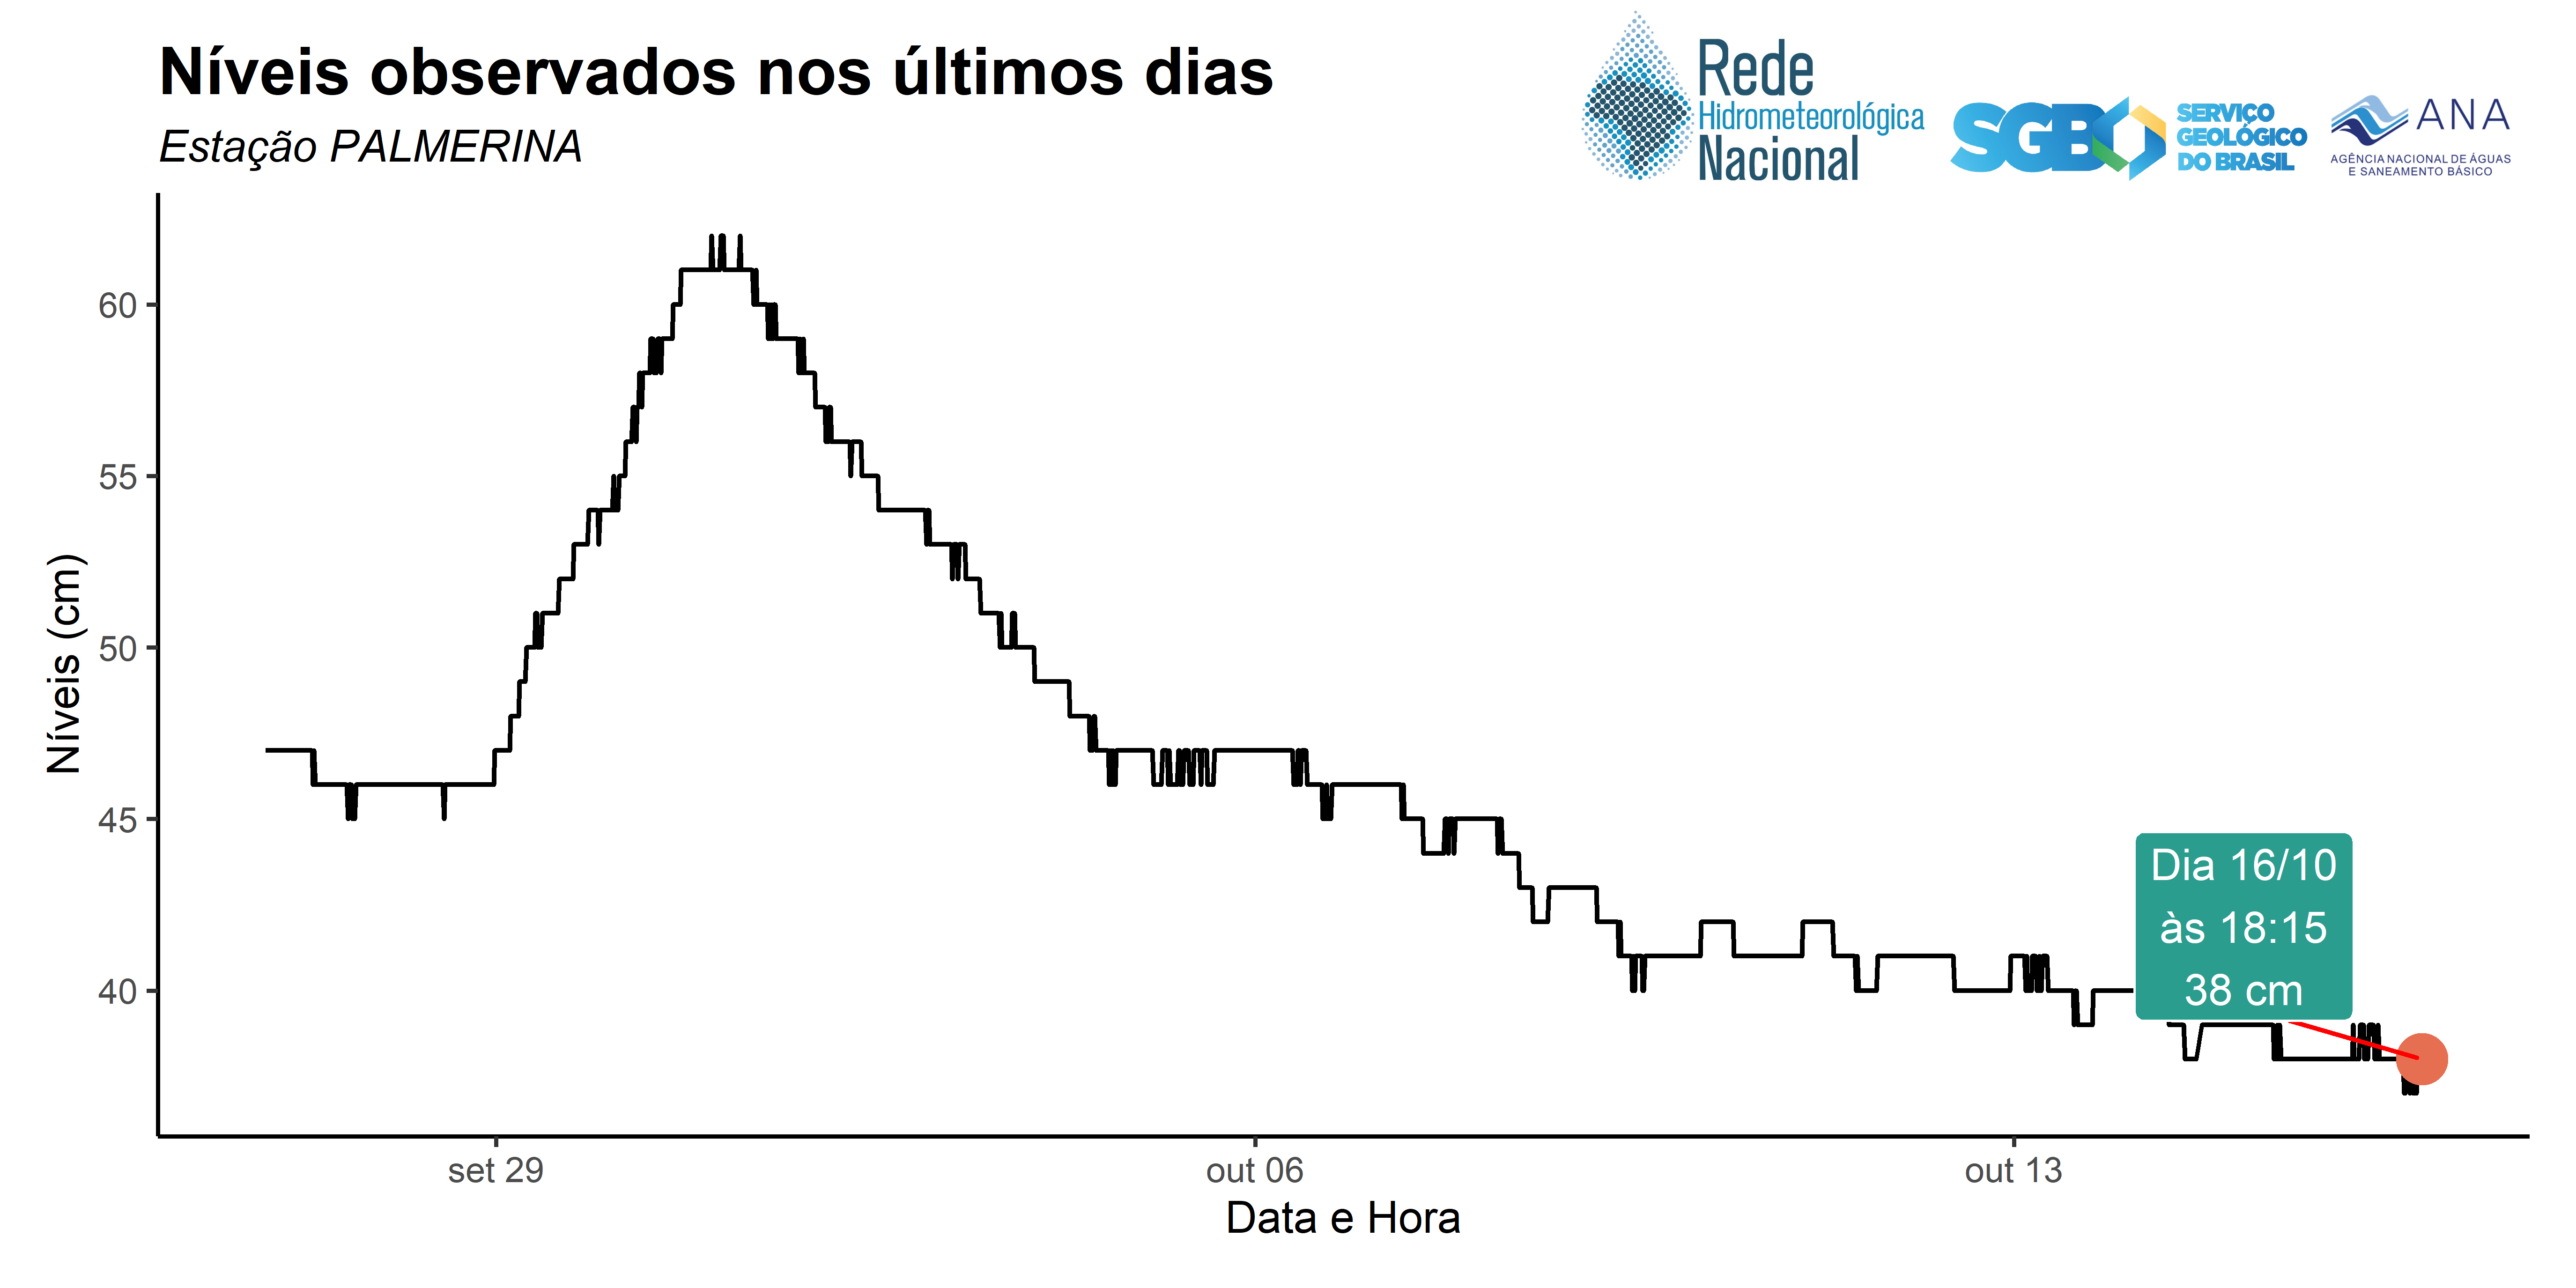 Níveis observados nos últimos dias
Estação PALMERINA
Rede
Hidrometeorológica
Nacional
SGB
SERVIÇO
GEOLÓGICO
DO BRASIL
ANA
AGÊNCIA NACIONAL DE ÁGUAS
E SANEAMENTO BÁSICO
Níveis (cm)
60
55
50
45
40
Dia 16/10
às 18:15
38 cm
set 29
out 06
out 13
Data e Hora